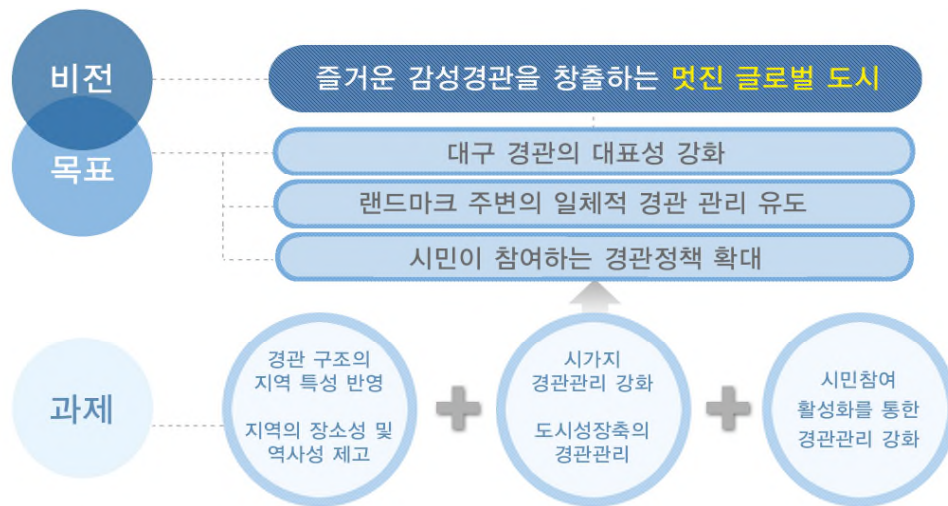 비전
즐거운 감성경관을 창출하는 멋진 글로벌 도시
목표
대구 경관의 대표성 강화
랜드마크 주변의 일체적 경관 관리 유도
시민이 참여하는 경관정책 확대
과제
경관 구조의
지역 특성 반영
지역의 장소성 및
역사성 제고
시가지
경관관리 강화
도시성장축의
경관관리
시민참여
활성화를 통한
경관관리 강화